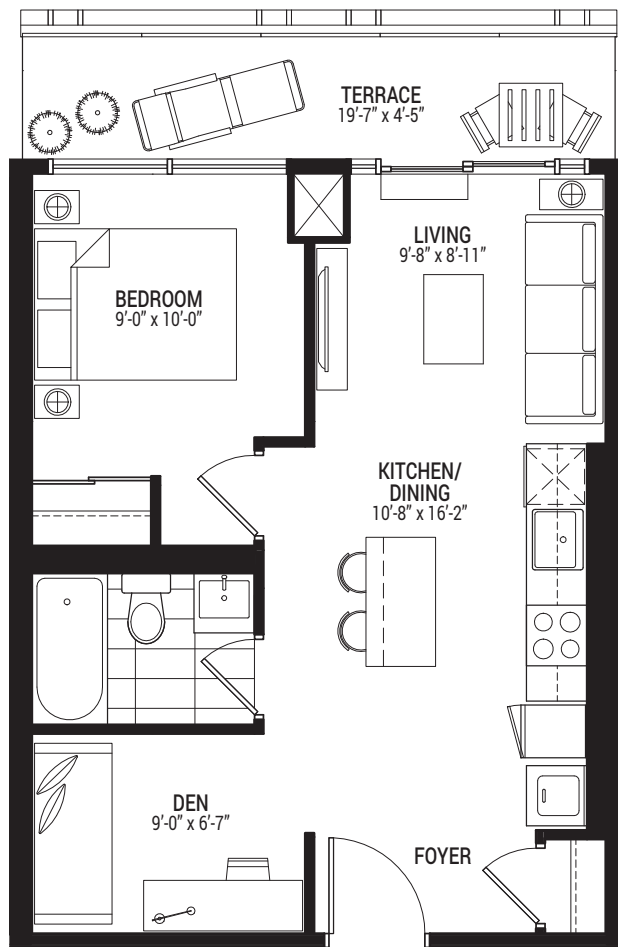 TERRACE
19'-7" x 4'-5"
LIVING
9'-8" x 8'-11"
BEDROOM
9'-0" x 10'-0"
KITCHEN/
DINING
10'-8" x 16'-2"
DEN
9'-0" x 6'-7"
FOYER